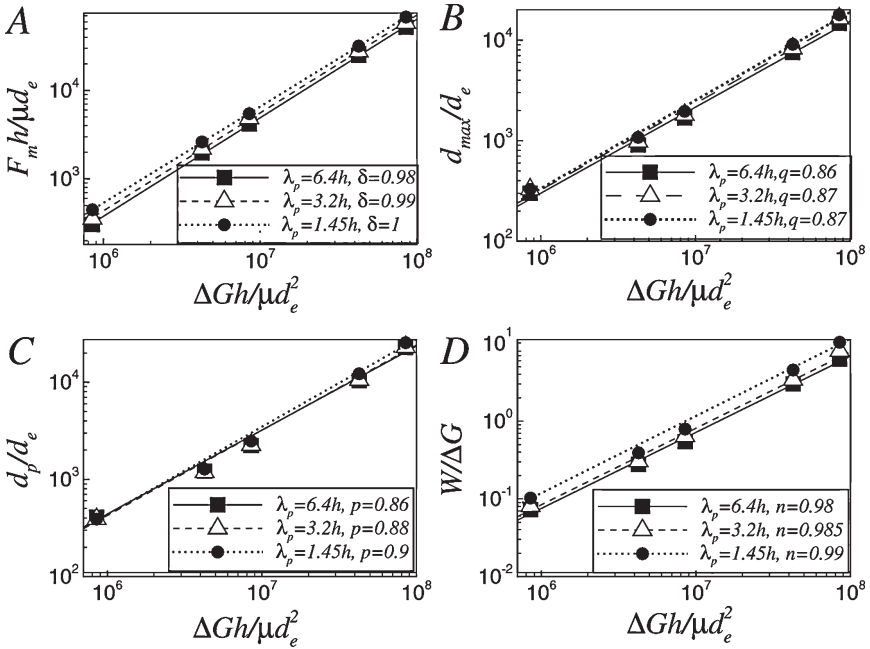 A
F_m h/μd_e
10^4
10^3
λ_p=6.4h, δ=0.98
λ_p=3.2h, δ=0.99
λ_p=1.45h, δ=1
10^6
10^7
10^8
ΔGh/μd_e^2
B
d_max/d_e
10^4
10^3
10^2
λ_p=6.4h,q=0.86
λ_p=3.2h,q=0.87
λ_p=1.45h,q=0.87
10^6
10^7
10^8
ΔGh/μd_e^2
C
d_p/d_e
10^4
10^3
10^2
λ_p=6.4h, p=0.86
λ_p=3.2h, p=0.88
λ_p=1.45h, p=0.9
10^6
10^7
10^8
ΔGh/μd_e^2
D
W/ΔG
10^1
10^0
10^-1
10^-2
λ_p=6.4h, n=0.98
λ_p=3.2h, n=0.985
λ_p=1.45h, n=0.99
10^6
10^7
10^8
ΔGh/μd_e^2